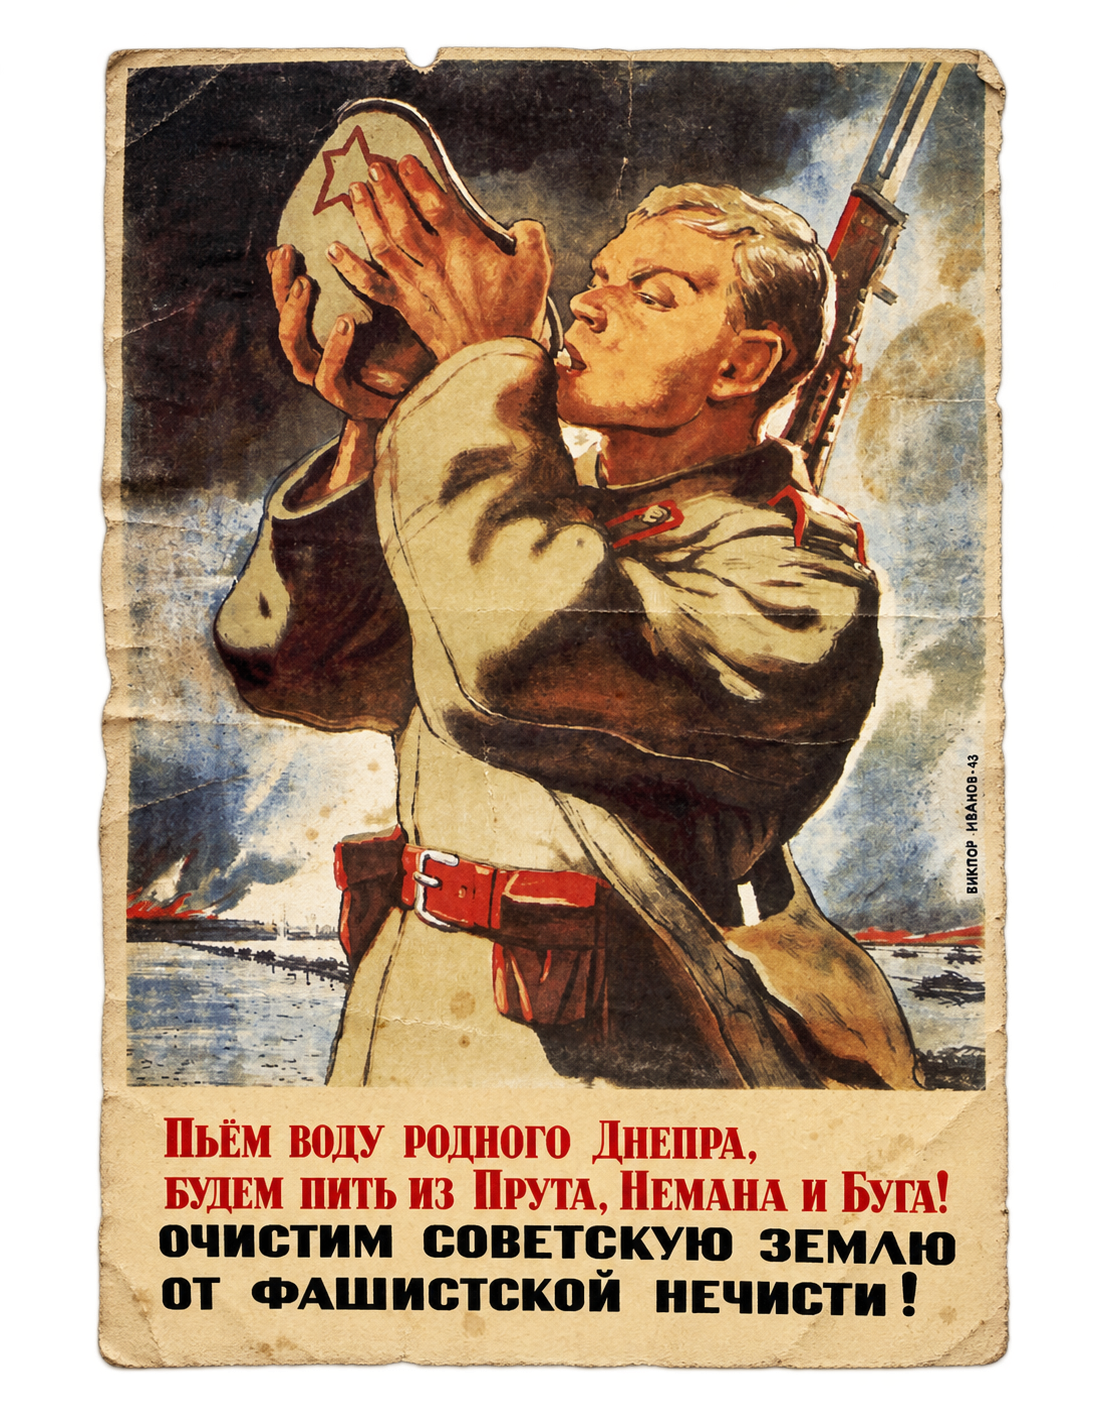 ВИКТОР ИВАНОВ-43
Пьём воду родного Днепра,
будем пить из Прута, Немана и Буга!
ОЧИСТИМ СОВЕТСКУЮ ЗЕМЛЮ
ОТ ФАШИСТСКОЙ НЕЧИСТИ!